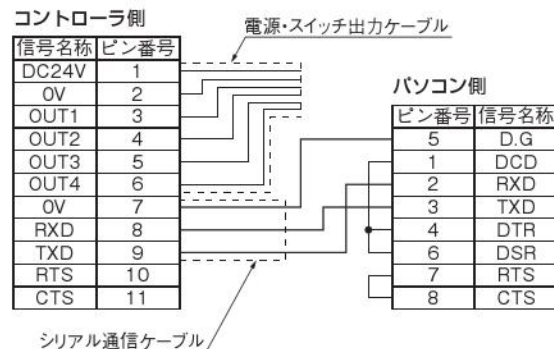 コントローラ側
電源・スイッチ出力ケーブル
信号名称 ピン番号
DC24V 1
0V 2
OUT1 3
OUT2 4
OUT3 5
OUT4 6
0V 7
RXD 8
TXD 9
RTS 10
CTS 11
パソコン側
ピン番号 信号名称
5 D.G
1 DCD
2 RXD
3 TXD
4 DTR
6 DSR
7 RTS
8 CTS
シリアル通信ケーブル